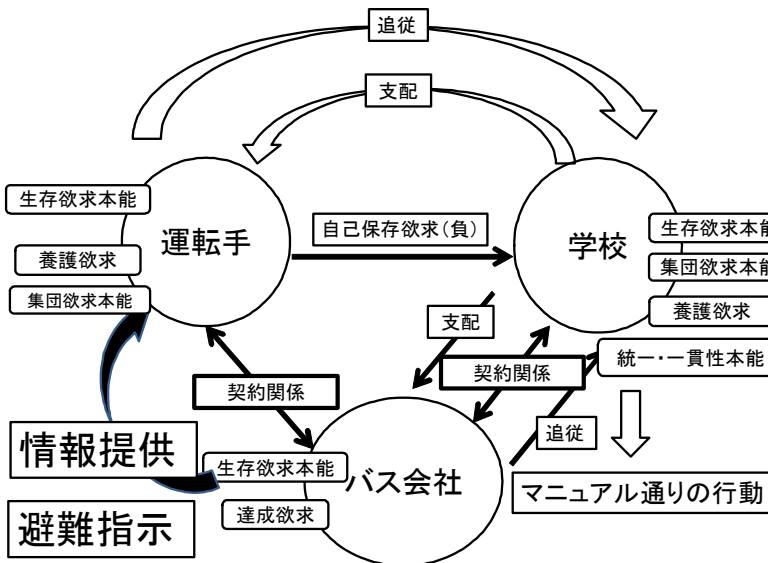 追従
支配
生存欲求本能
運転手
養護欲求
集団欲求本能
自己保存欲求(負)
学校
生存欲求本能
集団欲求本能
養護欲求
統一・一貫性本能
支配
契約関係
契約関係
追従
情報提供
避難指示
生存欲求本能
達成欲求
バス会社
マニュアル通りの行動